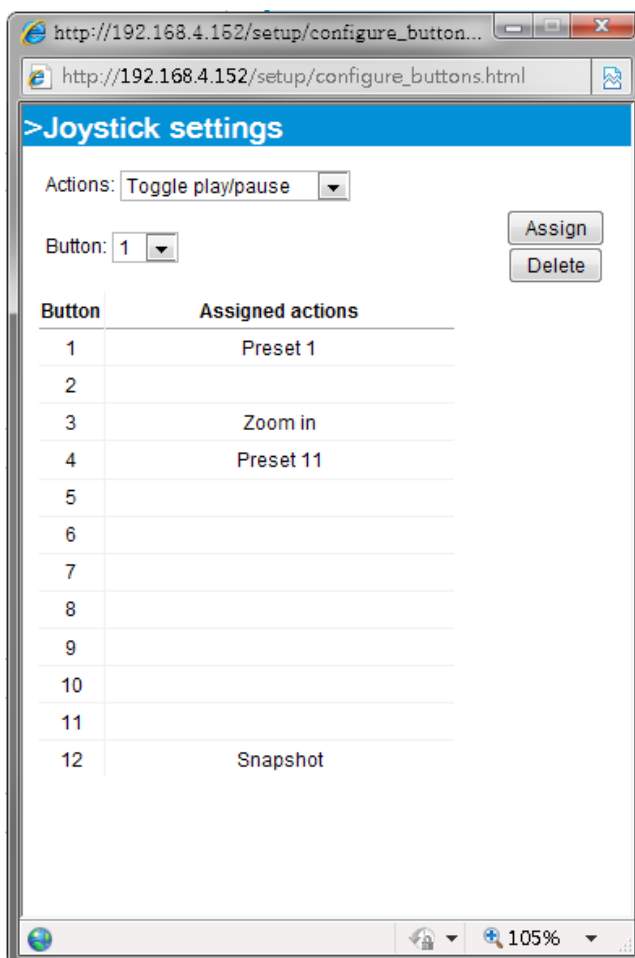 http://192.168.4.152/setup/configure_button...
http://192.168.4.152/setup/configure_buttons.html
>Joystick settings
Actions: Toggle play/pause
Button: 1
Assign
Delete
Button Assigned actions
1 Preset 1
2
3 Zoom in
4 Preset 11
5
6
7
8
9
10
11
12 Snapshot
105%